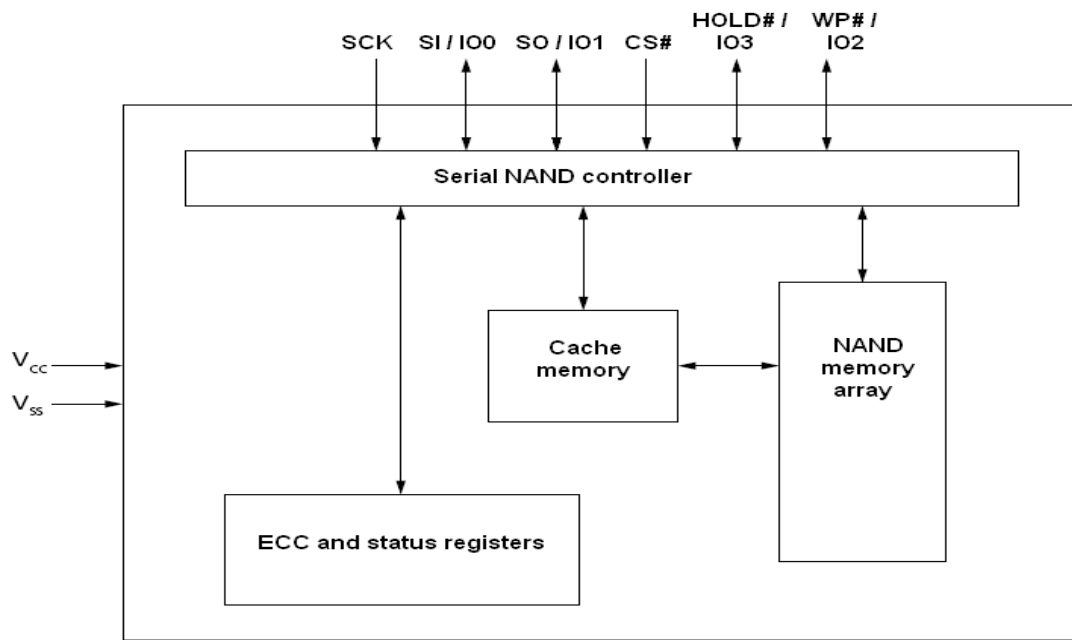 HOLD# / WP# /
SCK SI / IO0 SO / IO1 CS# IO3 IO2
Serial NAND controller
Cache
memory
NAND
memory
array
Vcc
Vss
ECC and status registers